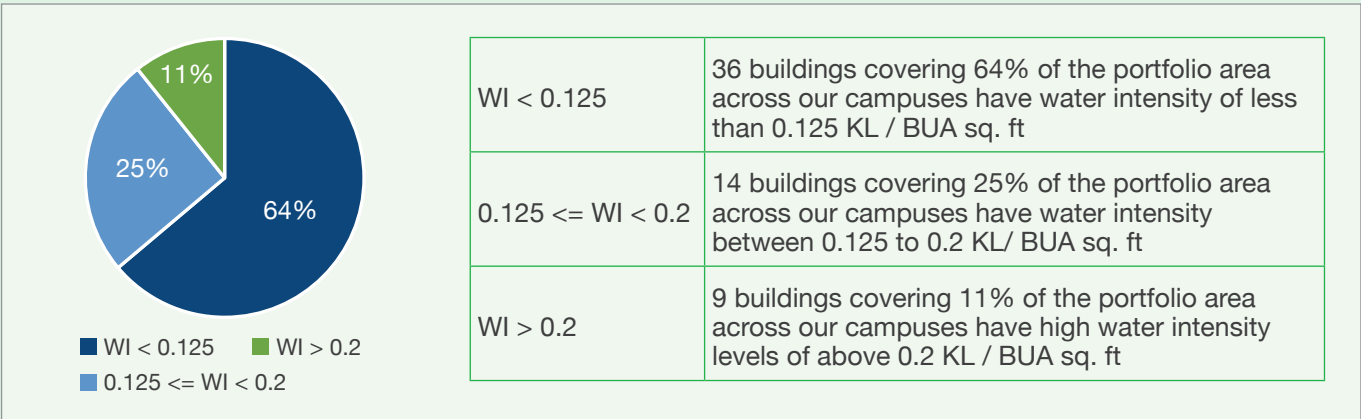 11%
25%
64%
WI < 0.125
WI > 0.2
0.125 <= WI < 0.2
WI < 0.125
36 buildings covering 64% of the portfolio area
across our campuses have water intensity of less
than 0.125 KL / BUA sq. ft
0.125 <= WI < 0.2
14 buildings covering 25% of the portfolio area
across our campuses have water intensity
between 0.125 to 0.2 KL/ BUA sq. ft
WI > 0.2
9 buildings covering 11% of the portfolio area
across our campuses have high water intensity
levels of above 0.2 KL / BUA sq. ft